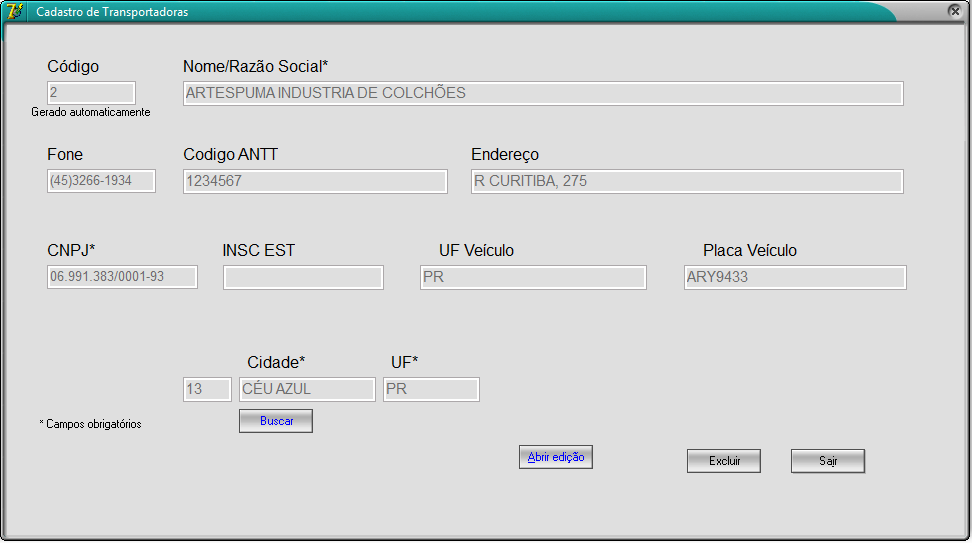 Cadastro de Transportadoras
Código
Nome/Razão Social*
2
ARTESPUMA INDUSTRIA DE COLCHÕES
Gerado automaticamente
Fone
Codigo ANTT
Endereço
(45)3266-1934
1234567
R CURITIBA, 275
CNPJ*
INSC EST
UF Veículo
Placa Veículo
06.991.383/0001-93
PR
ARY9433
Cidade*
UF*
13
CÉU AZUL
PR
* Campos obrigatórios
Buscar
Abrir edição
Excluir
Sair